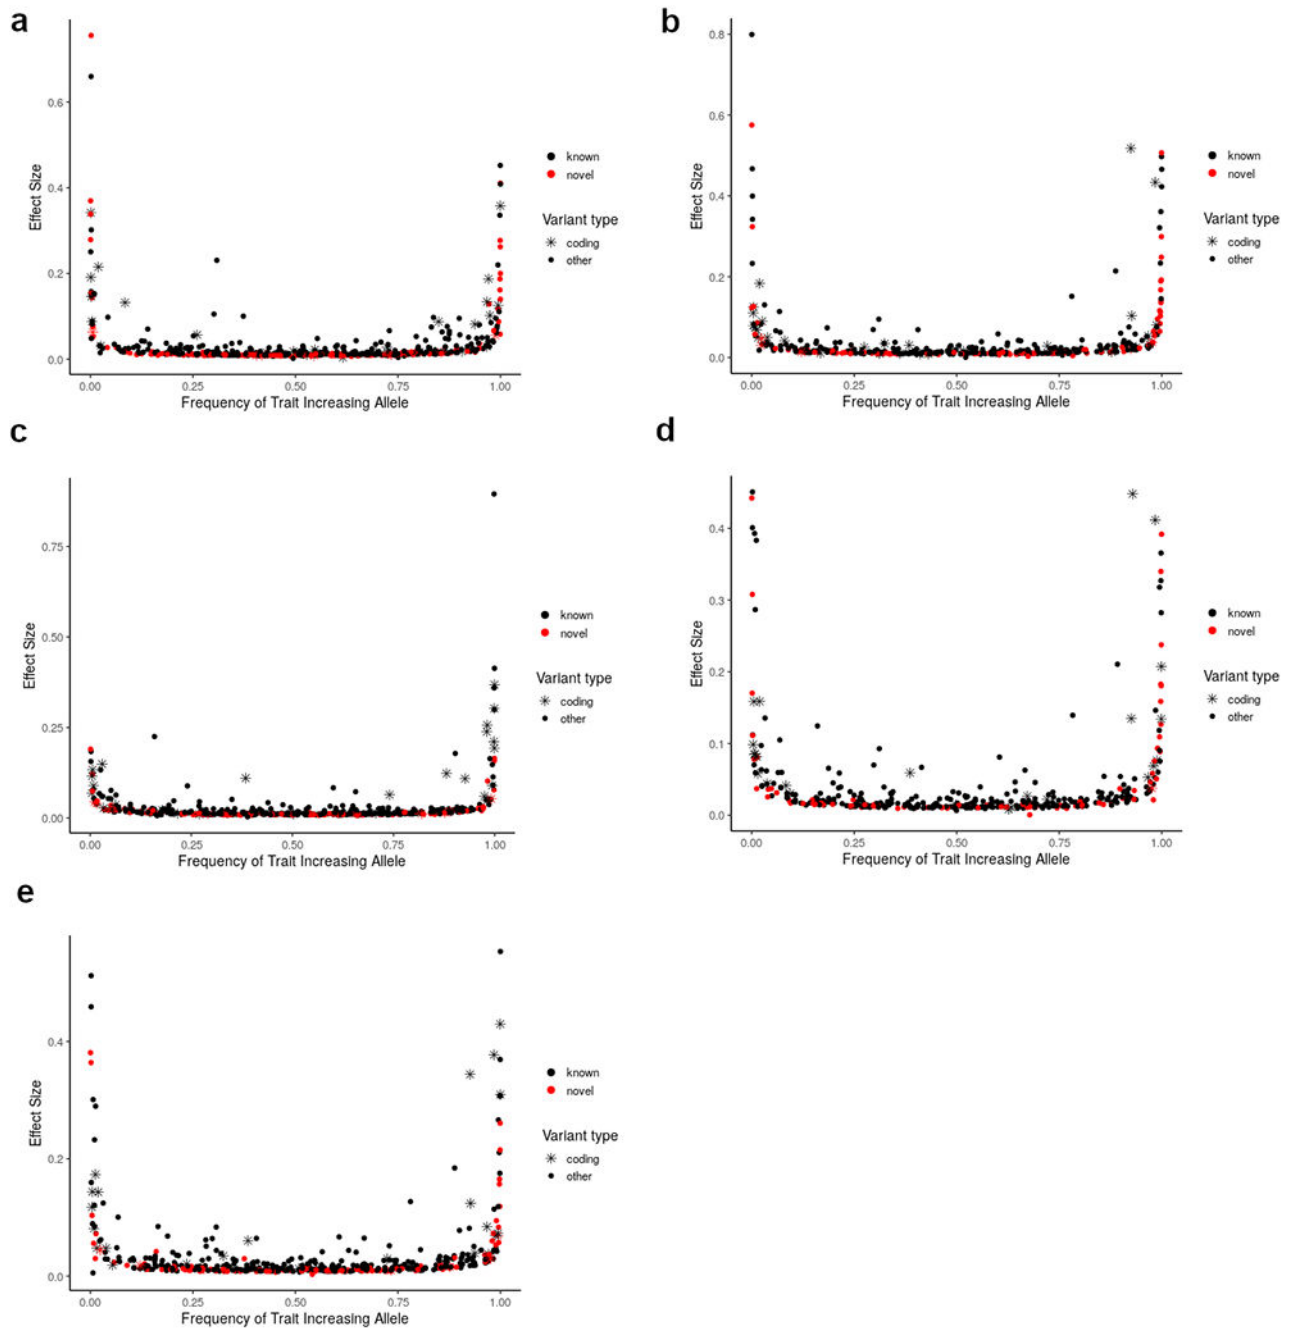 a
0.6
0.4
0.2
0.0
Effect Size
0.00 0.25 0.50 0.75 1.00
Frequency of Trait Increasing Allele
known
novel
Variant type
coding
other
b
0.8
0.6
0.4
0.2
0.0
Effect Size
0.00 0.25 0.50 0.75 1.00
Frequency of Trait Increasing Allele
known
novel
Variant type
coding
other
c
0.75
0.50
0.25
0.00
Effect Size
0.00 0.25 0.50 0.75 1.00
Frequency of Trait Increasing Allele
known
novel
Variant type
coding
other
d
0.4
0.3
0.2
0.1
0.0
Effect Size
0.00 0.25 0.50 0.75 1.00
Frequency of Trait Increasing Allele
known
novel
Variant type
coding
other
e
0.4
0.2
0.0
Effect Size
0.00 0.25 0.50 0.75 1.00
Frequency of Trait Increasing Allele
known
novel
Variant type
coding
other